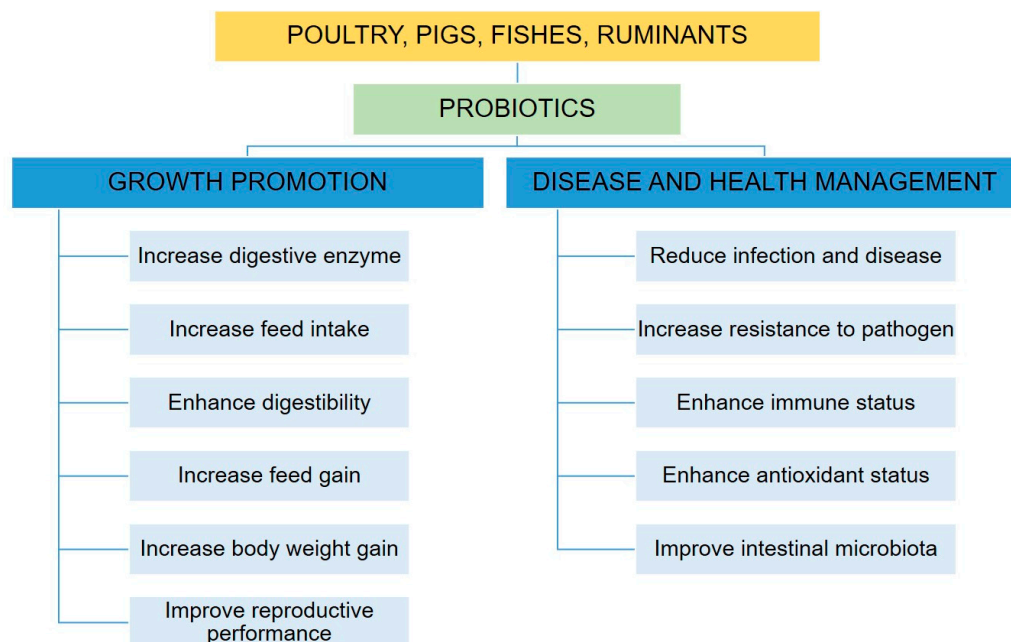 POULTRY, PIGS, FISHES, RUMINANTS
PROBIOTICS
GROWTH PROMOTION
Increase digestive enzyme
Increase feed intake
Enhance digestibility
Increase feed gain
Increase body weight gain
Improve reproductive
performance
DISEASE AND HEALTH MANAGEMENT
Reduce infection and disease
Increase resistance to pathogen
Enhance immune status
Enhance antioxidant status
Improve intestinal microbiota